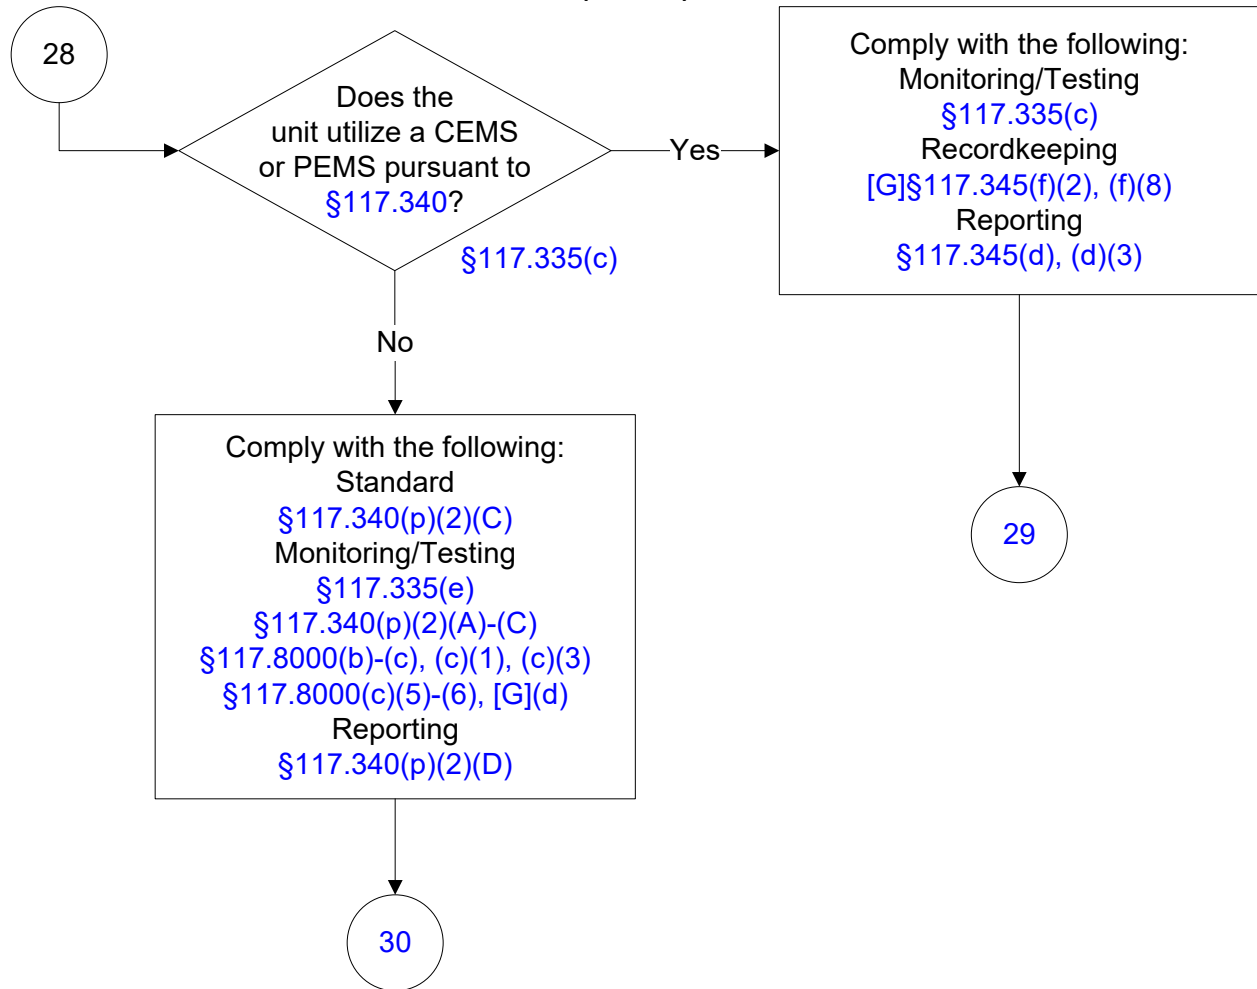 28
Does the
unit utilize a CEMS
or PEMS pursuant to
§117.340?
§117.335(c)
Yes
Comply with the following:
Monitoring/Testing
§117.335(c)
Recordkeeping
[G]§117.345(f)(2), (f)(8)
Reporting
§117.345(d), (d)(3)
29
No
Comply with the following:
Standard
§117.340(p)(2)(C)
Monitoring/Testing
§117.335(e)
§117.340(p)(2)(A)-(C)
§117.8000(b)-(c), (c)(1), (c)(3)
§117.8000(c)(5)-(6), [G](d)
Reporting
§117.340(p)(2)(D)
30